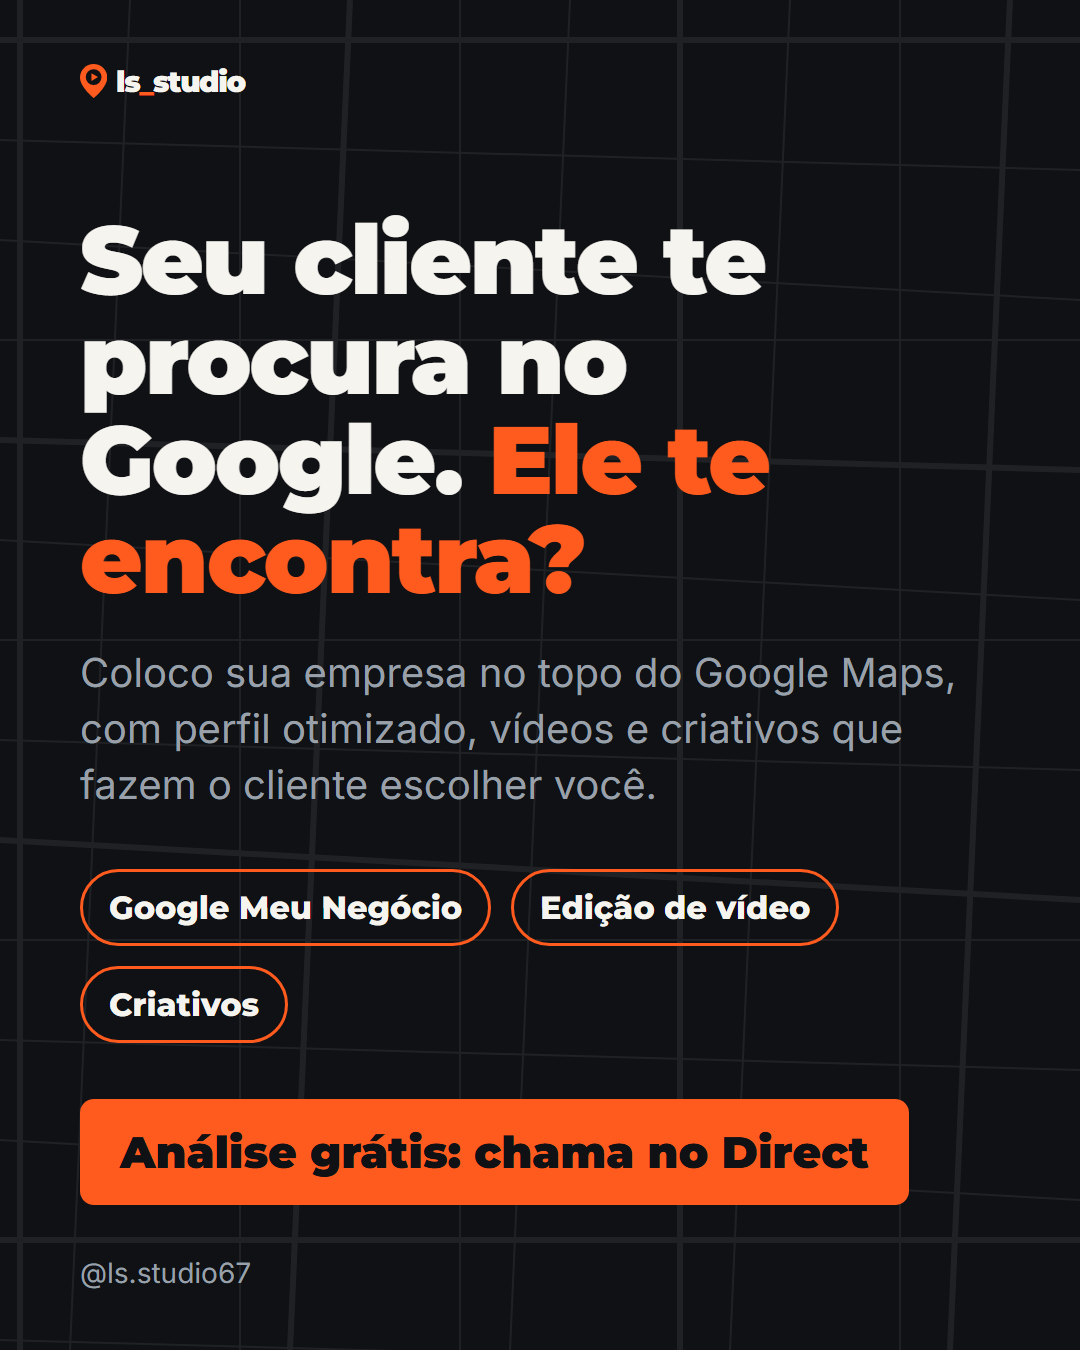 ls_studio
Seu cliente te
procura no
Google. Ele te
encontra?
Coloco sua empresa no topo do Google Maps,
com perfil otimizado, vídeos e criativos que
fazem o cliente escolher você.
Google Meu Negócio
Edição de vídeo
Criativos
Análise grátis: chama no Direct
@ls.studio67